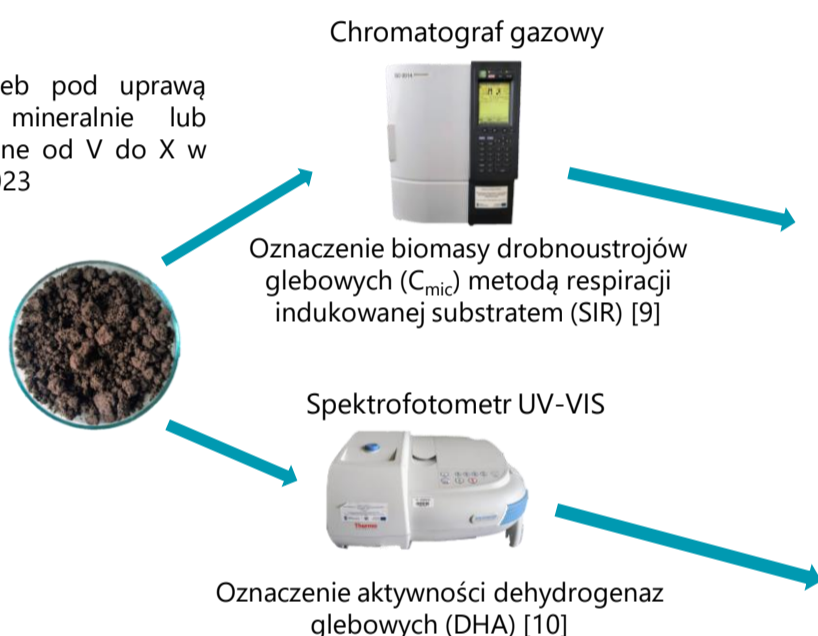 Chromatograf gazowy
eb pod uprawą
mineralnie lub
ne od V do X w
023
Oznaczenie biomasy drobnoustrojów
glebowych (Cmic) metodą respiracji
indukowanej substratem (SIR) [9]
Spektrofotometr UV-VIS
Thermo
Oznaczenie aktywności dehydrogenaz
glebowych (DHA) [10]